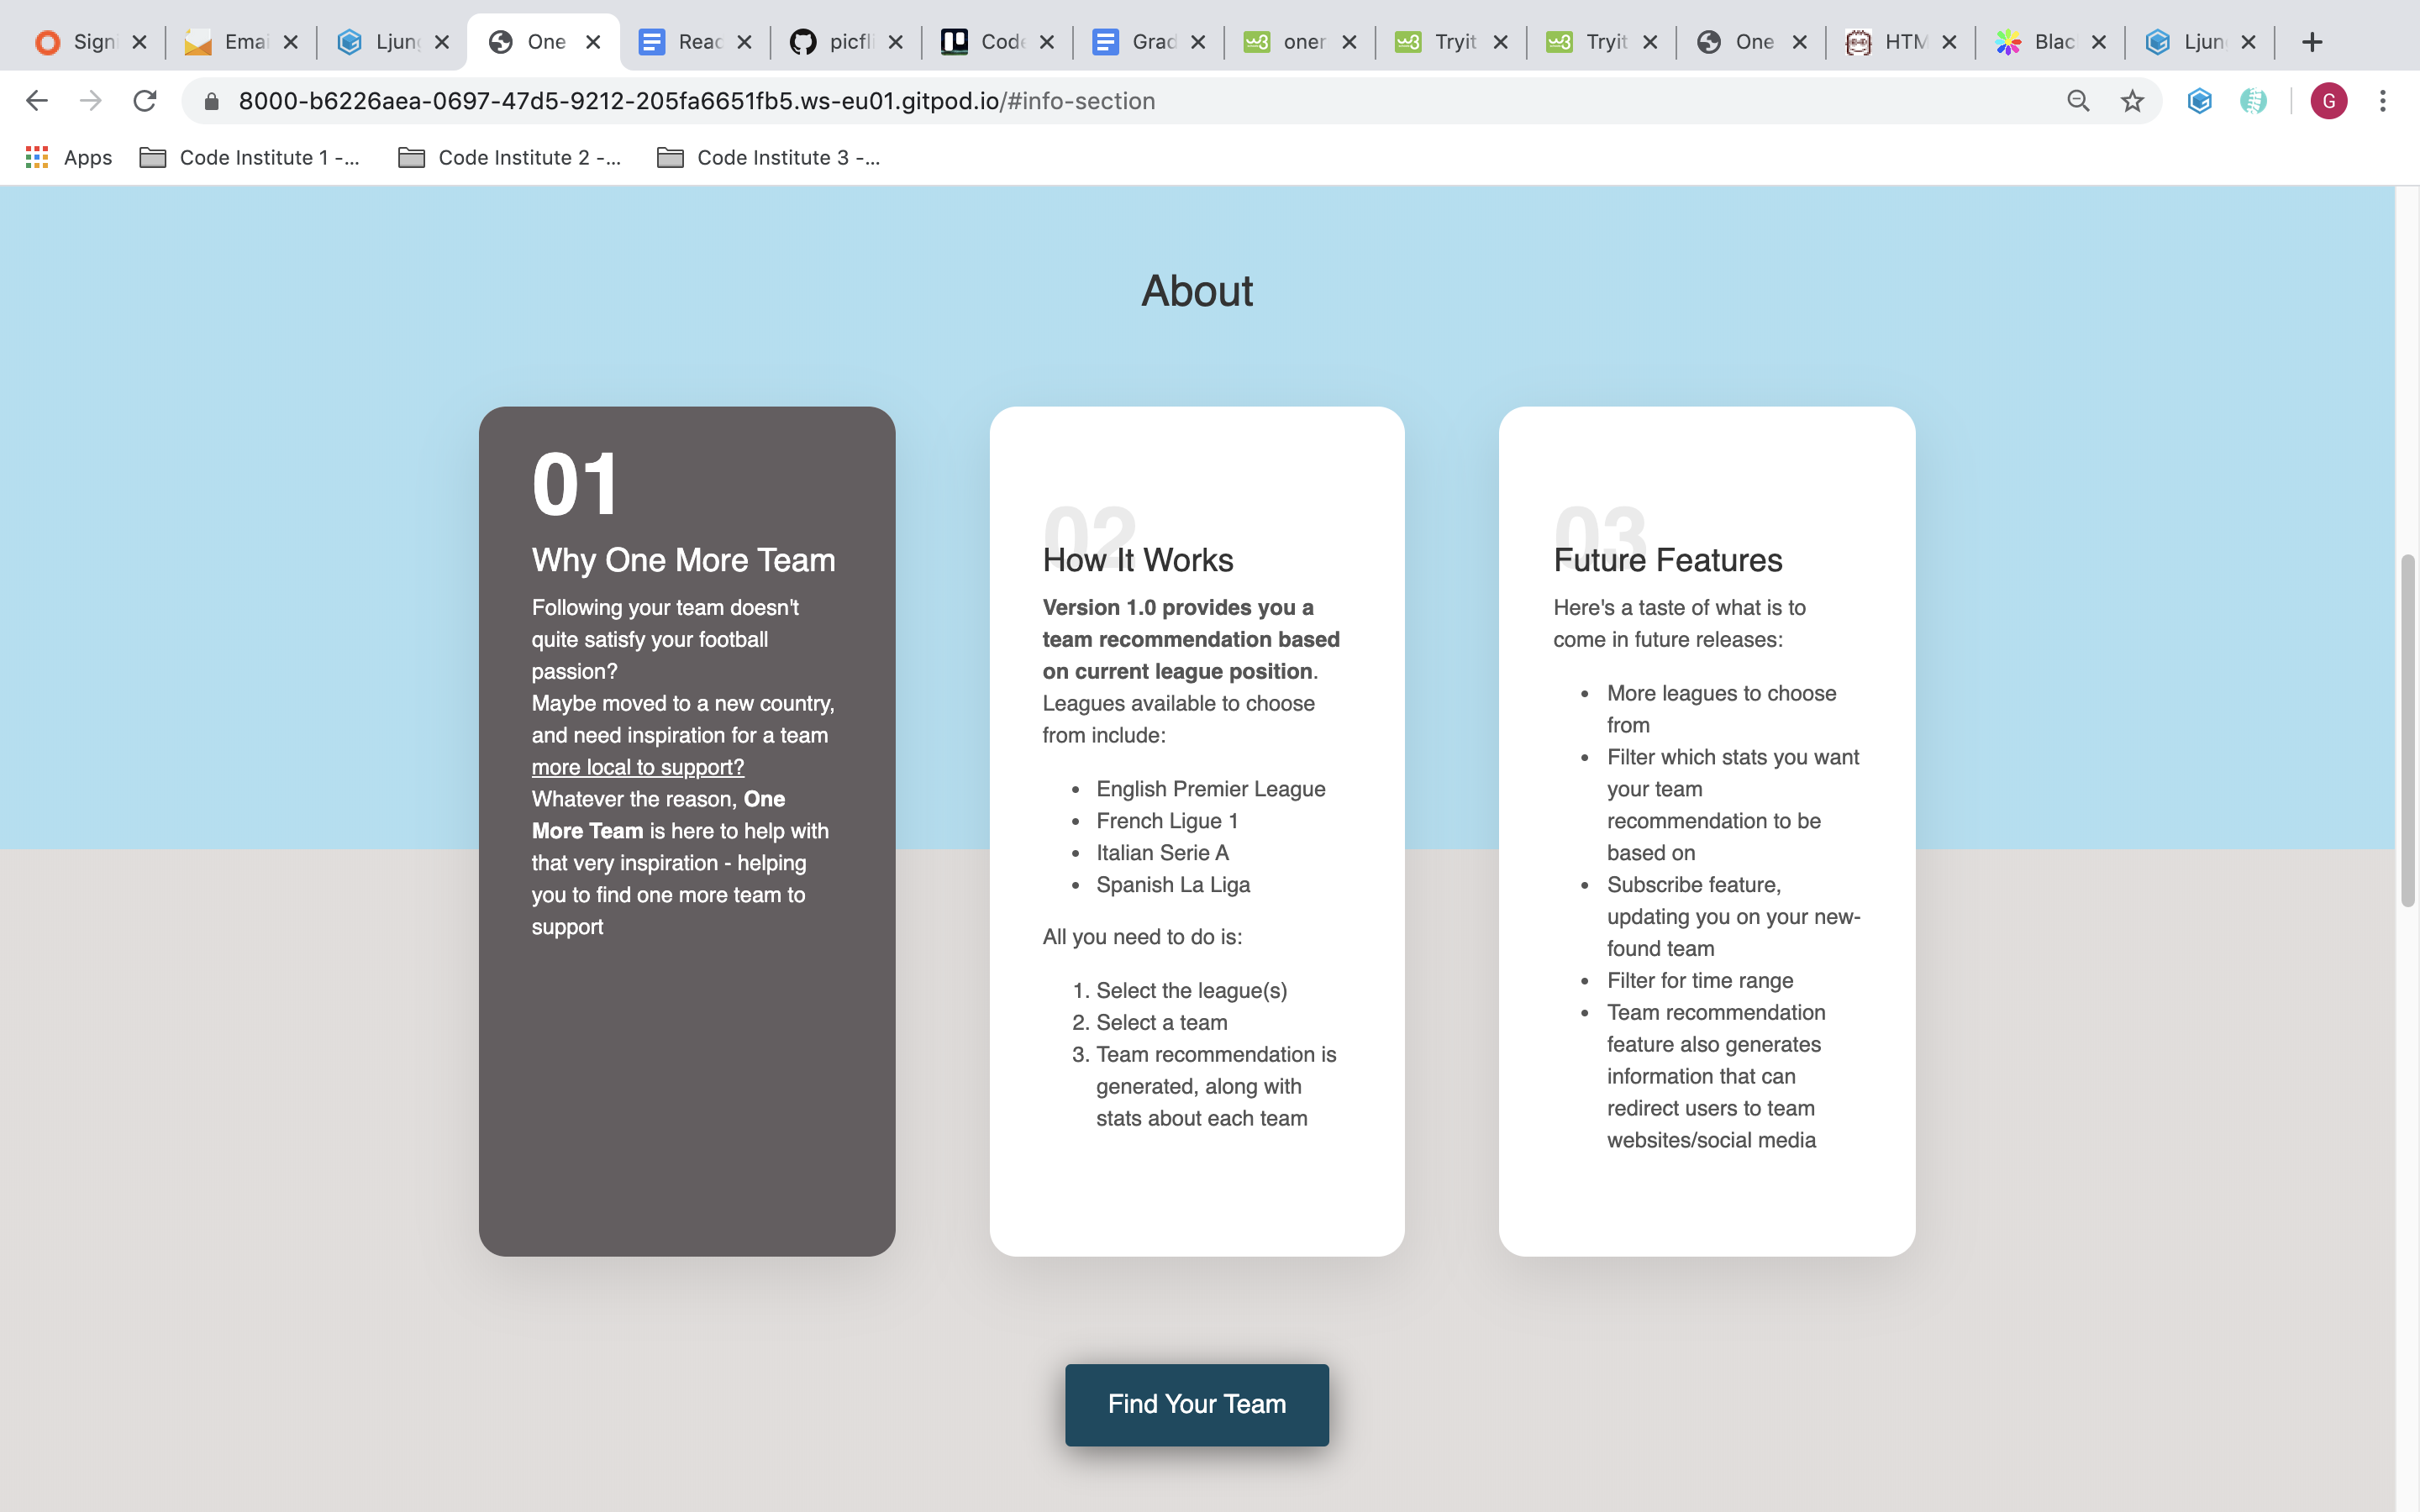 Sign
Emai
Ljung
One
Read
picfli
Code
Grad
oner
Tryit
Tryit
One
HTM
Blac
Ljun
8000-b6226aea-0697-47d5-9212-205fa6651fb5.ws-eu01.gitpod.io/#info-section
G
Apps
Code Institute 1 -...
Code Institute 2 -...
Code Institute 3 -...
About
01
Why One More Team
Following your team doesn't
quite satisfy your football
passion?
Maybe moved to a new country,
and need inspiration for a team
more local to support?
Whatever the reason, One
More Team is here to help with
that very inspiration - helping
you to find one more team to
support
02
How It Works
Version 1.0 provides you a
team recommendation based
on current league position.
Leagues available to choose
from include:
• English Premier League
• French Ligue 1
• Italian Serie A
• Spanish La Liga
All you need to do is:
1. Select the league(s)
2. Select a team
3. Team recommendation is
generated, along with
stats about each team
03
Future Features
Here's a taste of what is to
come in future releases:
• More leagues to choose
from
• Filter which stats you want
your team
recommendation to be
based on
• Subscribe feature,
updating you on your new-
found team
• Filter for time range
• Team recommendation
feature also generates
information that can
redirect users to team
websites/social media
Find Your Team